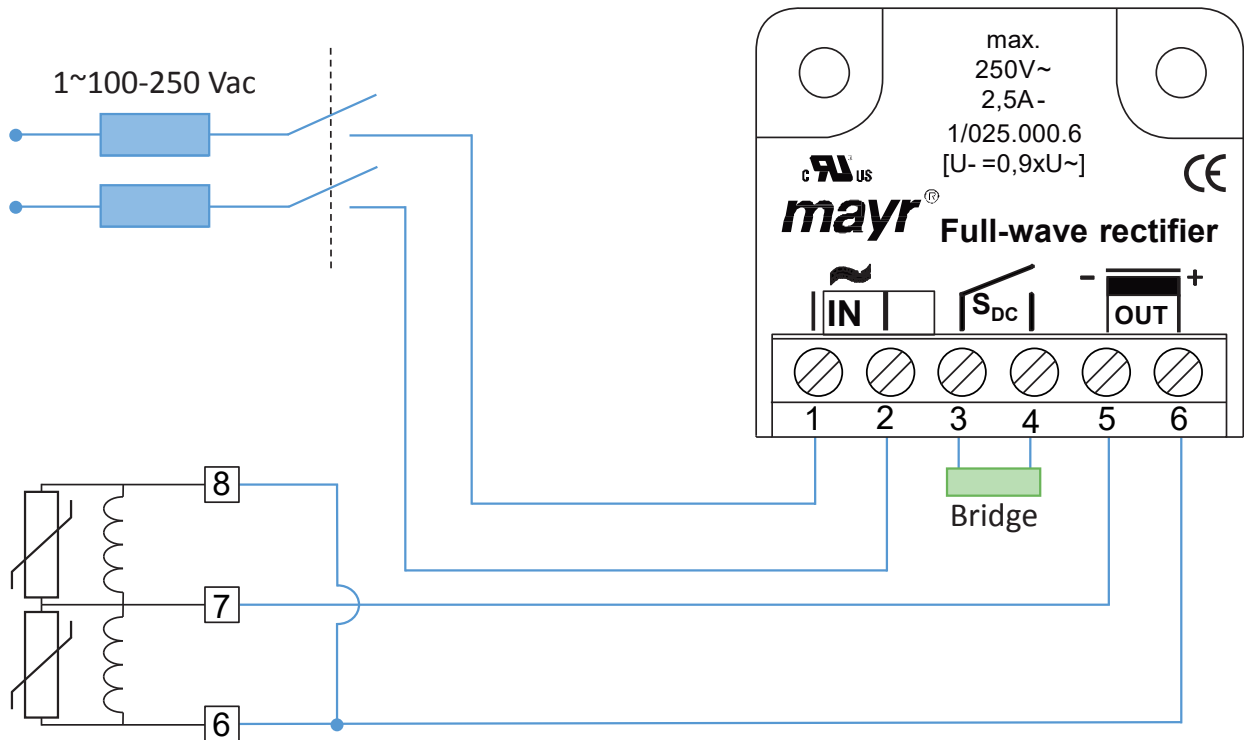 1~100-250 Vac
max.
250V~
2,5A-
1/025.000.6
[U- =0,9xU~]
c RU US
CE
mayr®
Full-wave rectifier
~
- +
IN
SDC
OUT
1 2 3 4 5 6
Bridge
8
7
6